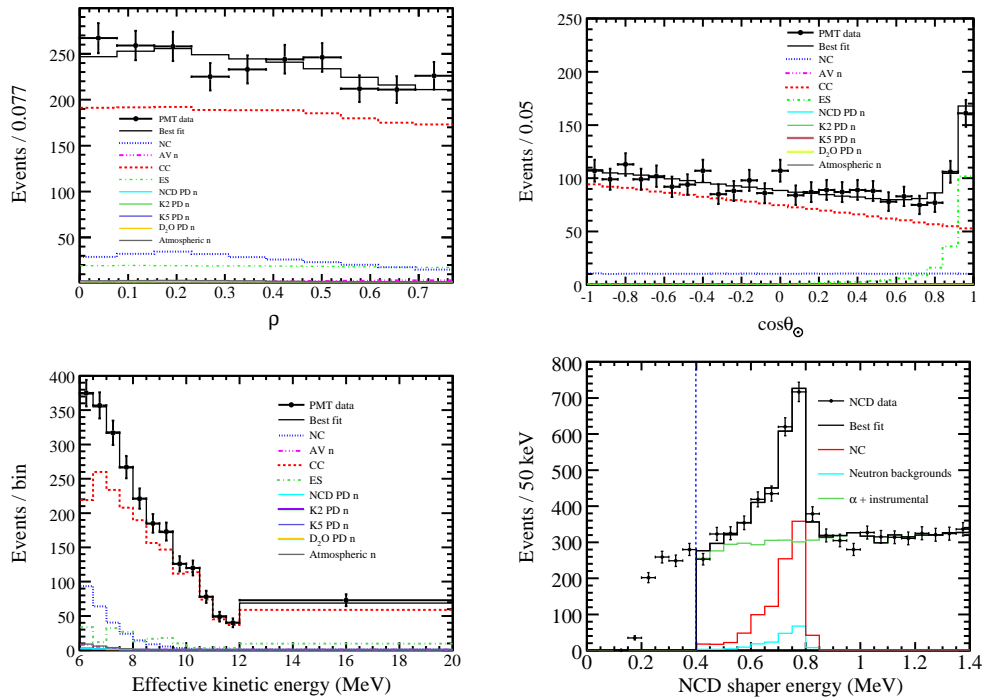 Events / 0.077
250
200
150
100
50
0 0.1 0.2 0.3 0.4 0.5 0.6 0.7
ρ
PMT data
Best fit
NC
AV n
CC
ES
NCD PD n
K2 PD n
K5 PD n
D₂O PD n
Atmospheric n
Events / 0.05
250
200
150
100
50
0
-1 -0.8 -0.6 -0.4 -0.2 0 0.2 0.4 0.6 0.8 1
cosθ☉
PMT data
Best fit
NC
AV n
CC
ES
NCD PD n
K2 PD n
K5 PD n
D₂O PD n
Atmospheric n
Events / bin
400
350
300
250
200
150
100
50
0
6 8 10 12 14 16 18 20
Effective kinetic energy (MeV)
PMT data
Best fit
NC
AV n
CC
ES
NCD PD n
K2 PD n
K5 PD n
D₂O PD n
Atmospheric n
Events / 50 keV
800
700
600
500
400
300
200
100
0
0 0.2 0.4 0.6 0.8 1 1.2 1.4
NCD shaper energy (MeV)
NCD data
Best fit
NC
Neutron backgrounds
α + instrumental